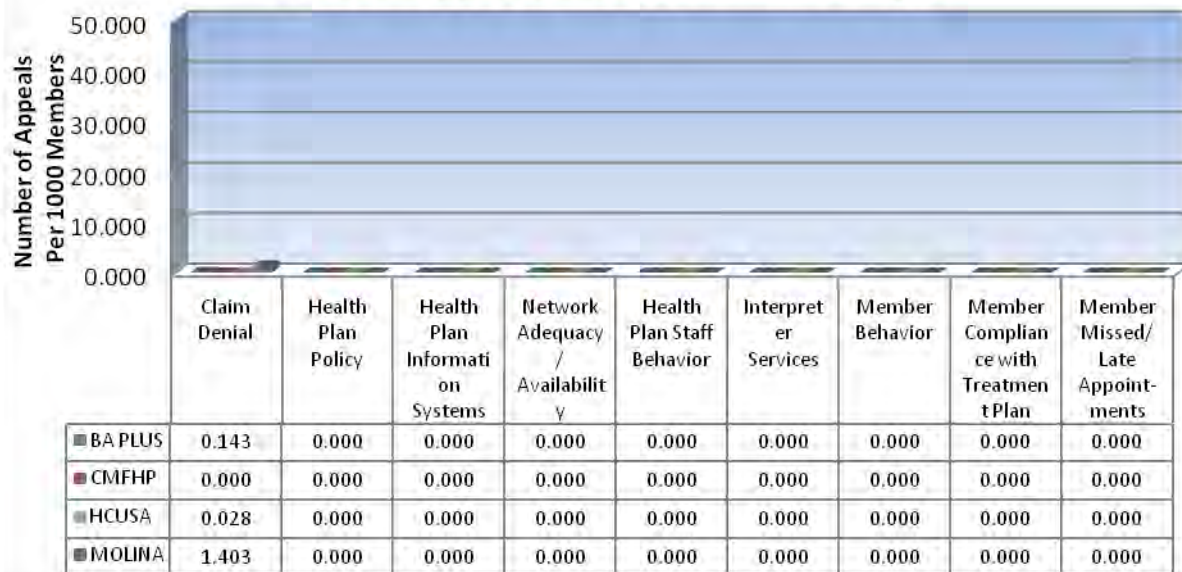 Number of Appeals
Per 1000 Members
50.000
40.000
30.000
20.000
10.000
0.000
Claim
Denial
Health
Plan
Policy
Health
Plan
Informati
on
Systems
Network
Adequacy
/
Availabilit
y
Health
Plan Staff
Behavior
Interpret
er
Services
Member
Behavior
Member
Complian
ce with
Treatmen
t Plan
Member
Missed/
Late
Appoint-
ments
BA PLUS 0.143 0.000 0.000 0.000 0.000 0.000 0.000 0.000 0.000
CMFHP 0.000 0.000 0.000 0.000 0.000 0.000 0.000 0.000 0.000
HCUSA 0.028 0.000 0.000 0.000 0.000 0.000 0.000 0.000 0.000
MOLINA 1.403 0.000 0.000 0.000 0.000 0.000 0.000 0.000 0.000